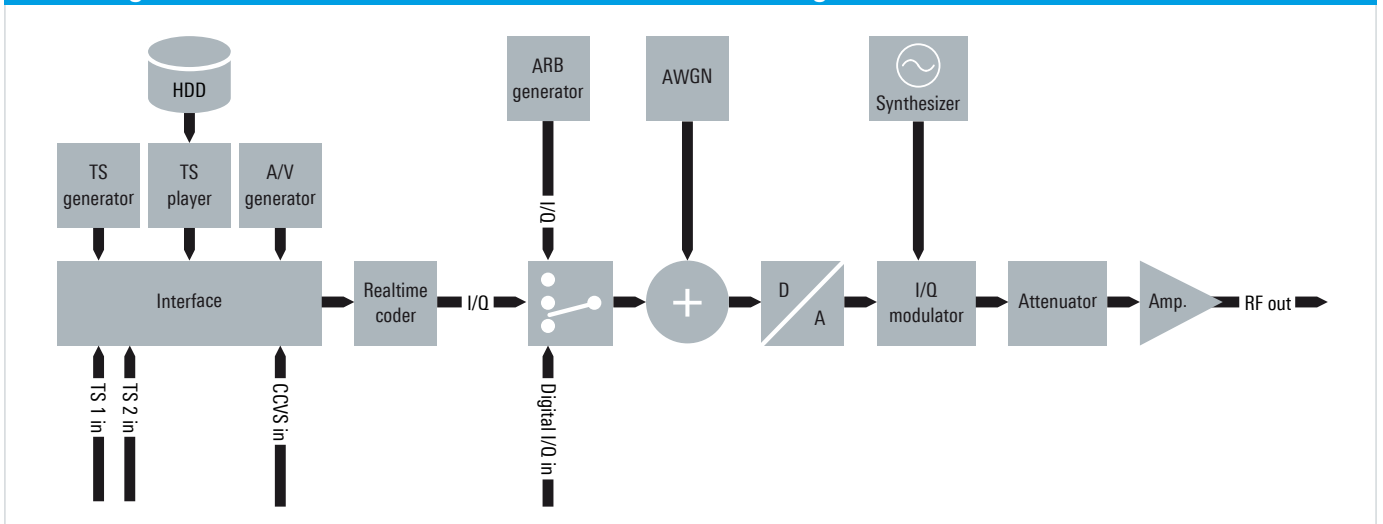 HDD
ARB
generator
AWGN
Synthesizer
TS
generator
TS
player
A/V
generator
I/Q
Interface
Realtime
coder
I/Q
+
D
A
I/Q
modulator
Attenuator
Amp.
RF out
TS 1 in
TS 2 in
CCVS in
Digital I/Q in